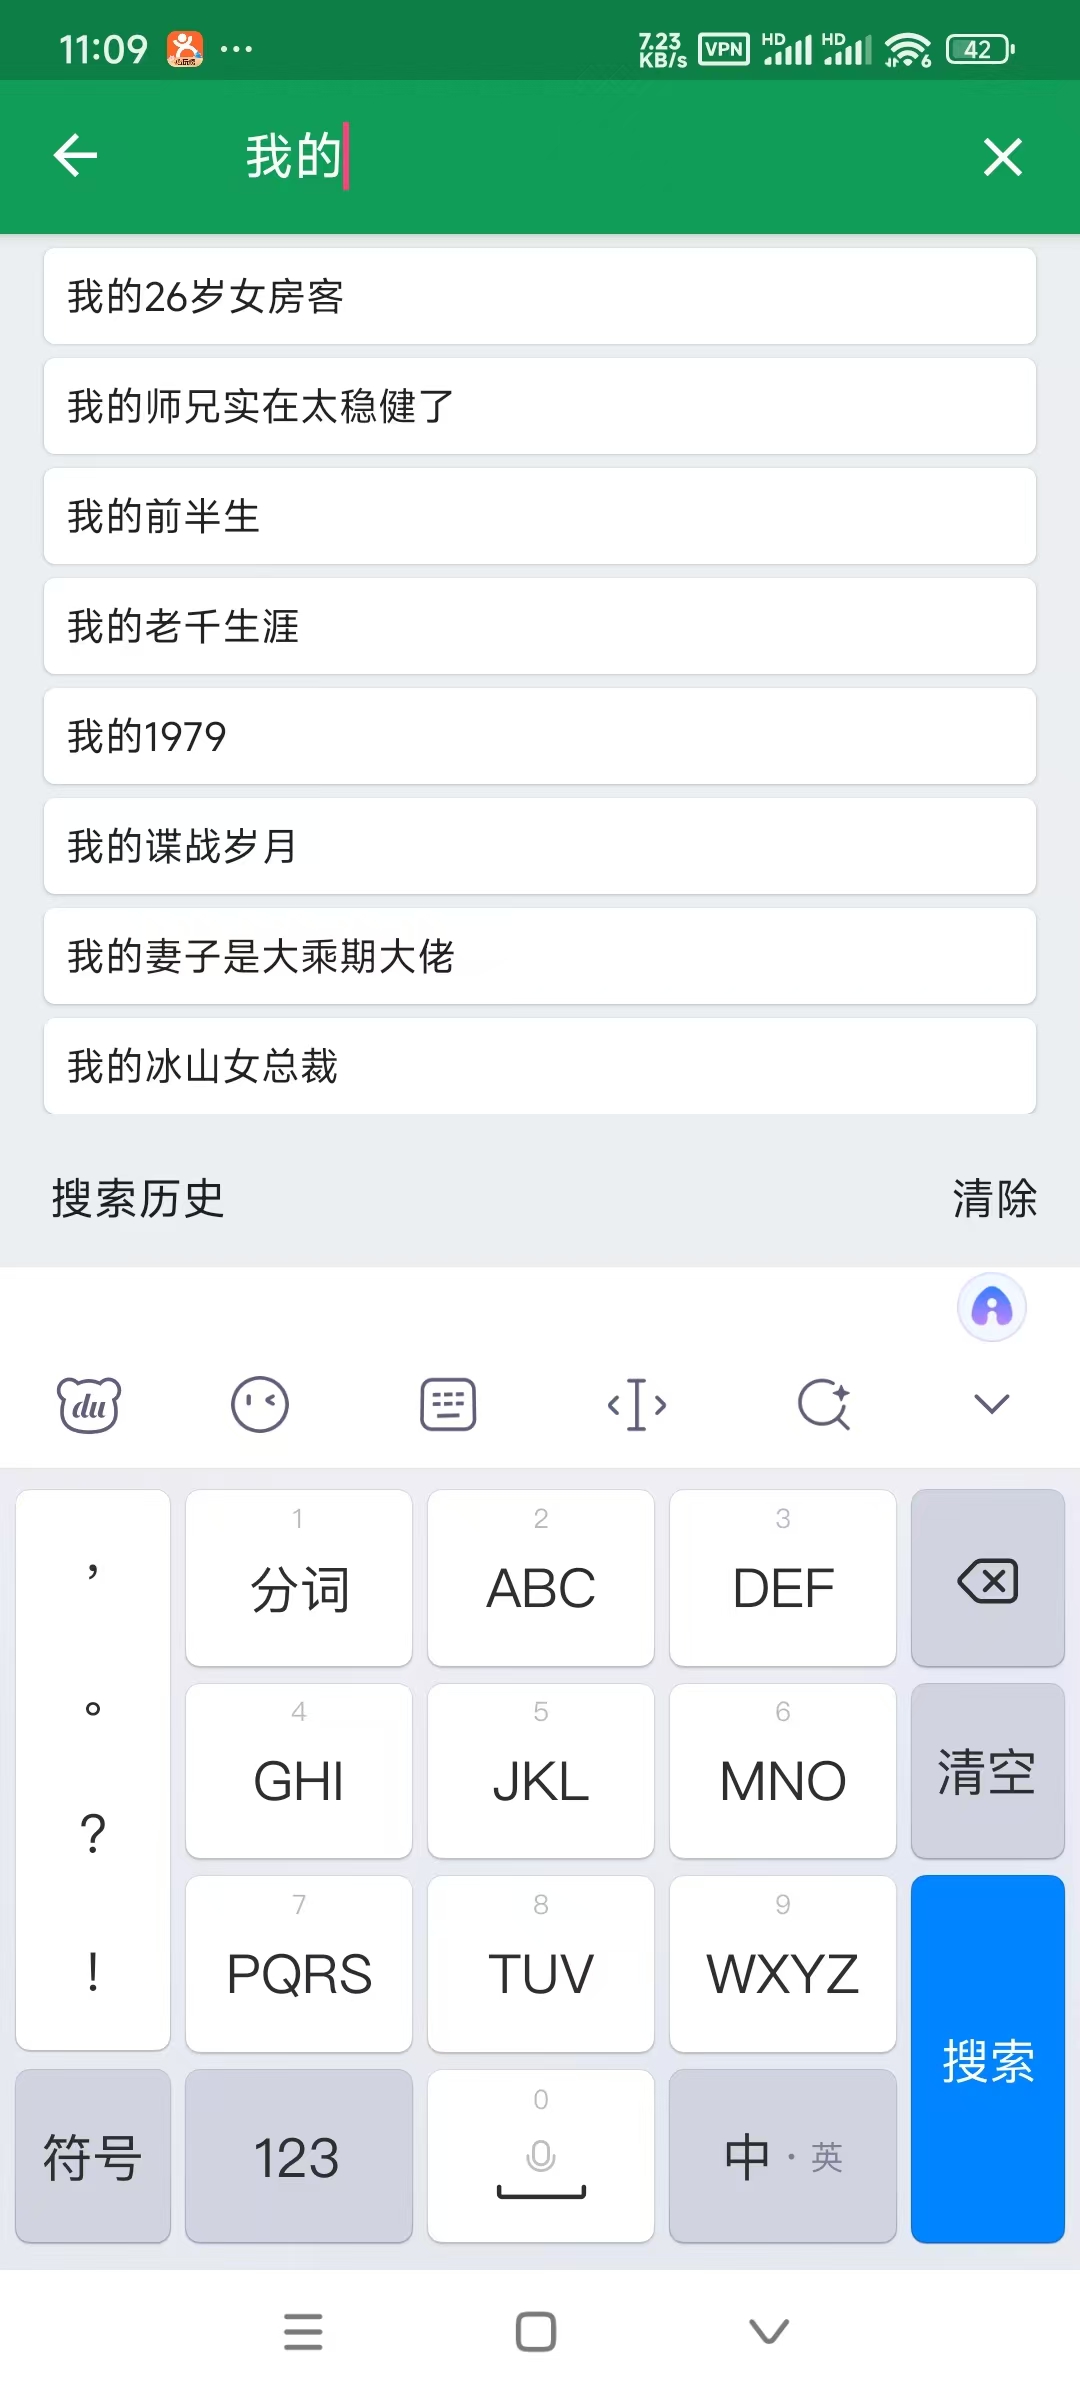 11:09
7.23
KB/s
VPN
HD
HD
6
42
我的
我的26岁女房客
我的师兄实在太稳健了
我的前半生
我的老千生涯
我的1979
我的谍战岁月
我的妻子是大乘期大佬
我的冰山女总裁
搜索历史 清除
du
，
。
?
!
1
分词
2
ABC
3
DEF
4
GHI
5
JKL
6
MNO
清空
7
PQRS
8
TUV
9
WXYZ
搜索
符号
123
0
中·英